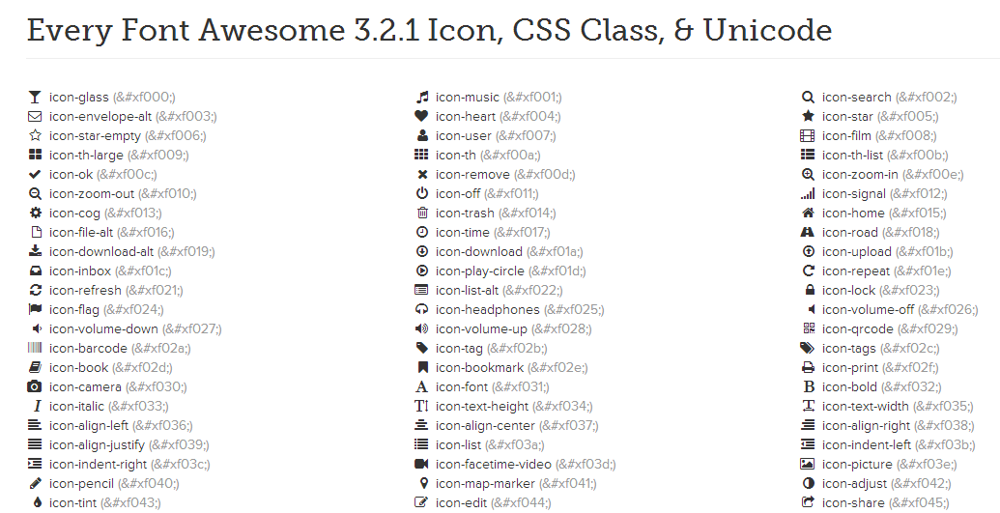 Every Font Awesome 3.2.1 Icon, CSS Class, & Unicode
icon-glass (&#xf000;) icon-music (&#xf001;) icon-search (&#xf002;)
icon-envelope-alt (&#xf003;) icon-heart (&#xf004;) icon-star (&#xf005;)
icon-star-empty (&#xf006;) icon-user (&#xf007;) icon-film (&#xf008;)
icon-th-large (&#xf009;) icon-th (&#xf00a;) icon-th-list (&#xf00b;)
icon-ok (&#xf00c;) icon-remove (&#xf00d;) icon-zoom-in (&#xf00e;)
icon-zoom-out (&#xf010;) icon-off (&#xf011;) icon-signal (&#xf012;)
icon-cog (&#xf013;) icon-trash (&#xf014;) icon-home (&#xf015;)
icon-file-alt (&#xf016;) icon-time (&#xf017;) icon-road (&#xf018;)
icon-download-alt (&#xf019;) icon-download (&#xf01a;) icon-upload (&#xf01b;)
icon-inbox (&#xf01c;) icon-play-circle (&#xf01d;) icon-repeat (&#xf01e;)
icon-refresh (&#xf021;) icon-list-alt (&#xf022;) icon-lock (&#xf023;)
icon-flag (&#xf024;) icon-headphones (&#xf025;) icon-volume-off (&#xf026;)
icon-volume-down (&#xf027;) icon-volume-up (&#xf028;) icon-qrcode (&#xf029;)
icon-barcode (&#xf02a;) icon-tag (&#xf02b;) icon-tags (&#xf02c;)
icon-book (&#xf02d;) icon-bookmark (&#xf02e;) icon-print (&#xf02f;)
icon-camera (&#xf030;) icon-font (&#xf031;) icon-bold (&#xf032;)
icon-italic (&#xf033;) icon-text-height (&#xf034;) icon-text-width (&#xf035;)
icon-align-left (&#xf036;) icon-align-center (&#xf037;) icon-align-right (&#xf038;)
icon-align-justify (&#xf039;) icon-list (&#xf03a;) icon-indent-left (&#xf03b;)
icon-indent-right (&#xf03c;) icon-facetime-video (&#xf03d;) icon-picture (&#xf03e;)
icon-pencil (&#xf040;) icon-map-marker (&#xf041;) icon-adjust (&#xf042;)
icon-tint (&#xf043;) icon-edit (&#xf044;) icon-share (&#xf045;)